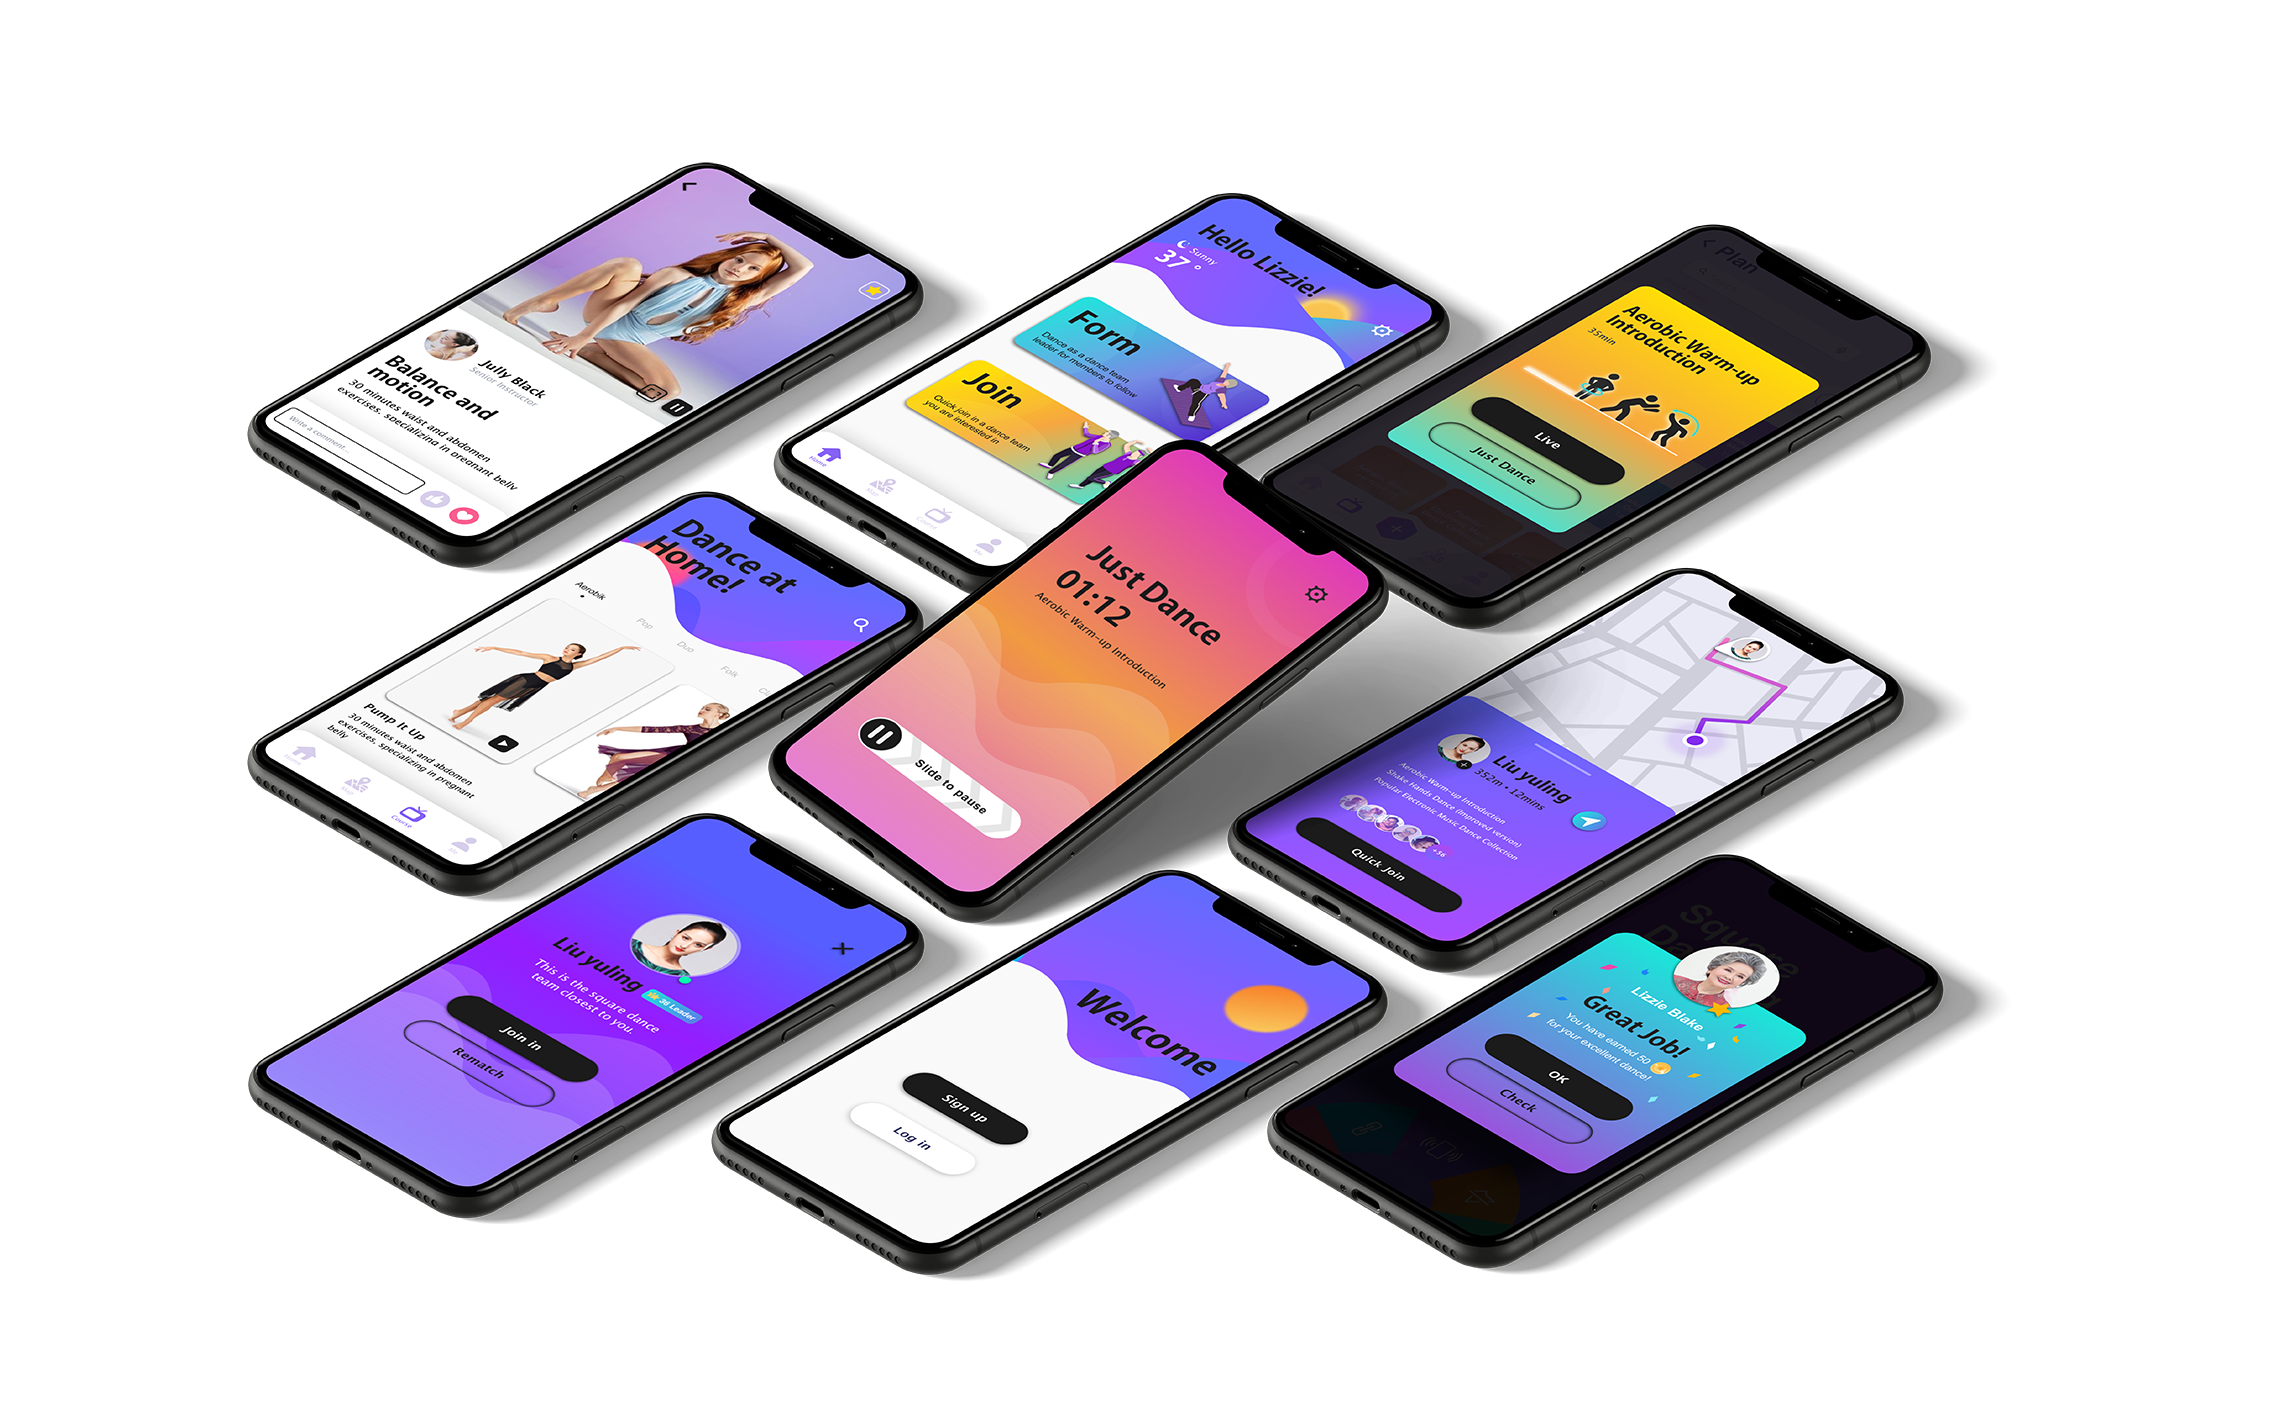 Jully Black
Senior Instructor
Balance and
motion
30 minutes waist and abdomen
exercises, specializing in pregnant belly
Write a comment...
Hello Lizzie!
Sunny
37°
Form
Dance as a dance team
leader for members to follow
Join
Quick join in a dance team
you are interested in
Home
Course
Me
Plan
Aerobic Warm-up
Introduction
35min
Live
Just Dance
Dance at
Home!
Aerobik
Pop
Duo
Folk
Pump It Up
30 minutes waist and abdomen
exercises, specializing in pregnant
belly
Course
Me
Just Dance
01:12
Aerobic Warm-up Introduction
Slide to pause
Liu yuling
352m • 12mins
Aerobic Warm-up Introduction
Shake Hands Dance (Improved version)
Popular Electronic Music Dance Collection
+36
Quick Join
Liu yuling
36 Leader
This is the square dance
team closest to you.
Join in
Rematch
Welcome
Sign up
Log in
Square
Lizzie Blake
Great Job!
You have earned 50
for your excellent dance!
OK
Check